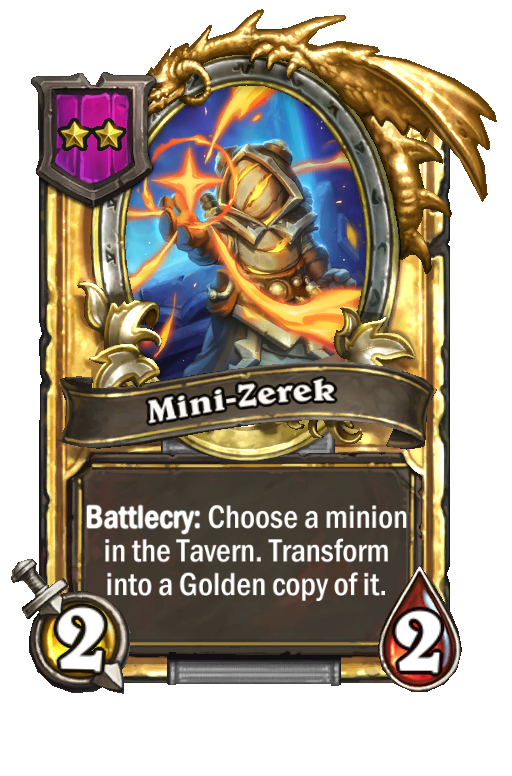 Mini-Zerek
Battlecry: Choose a minion
in the Tavern. Transform
into a Golden copy of it.
2
2